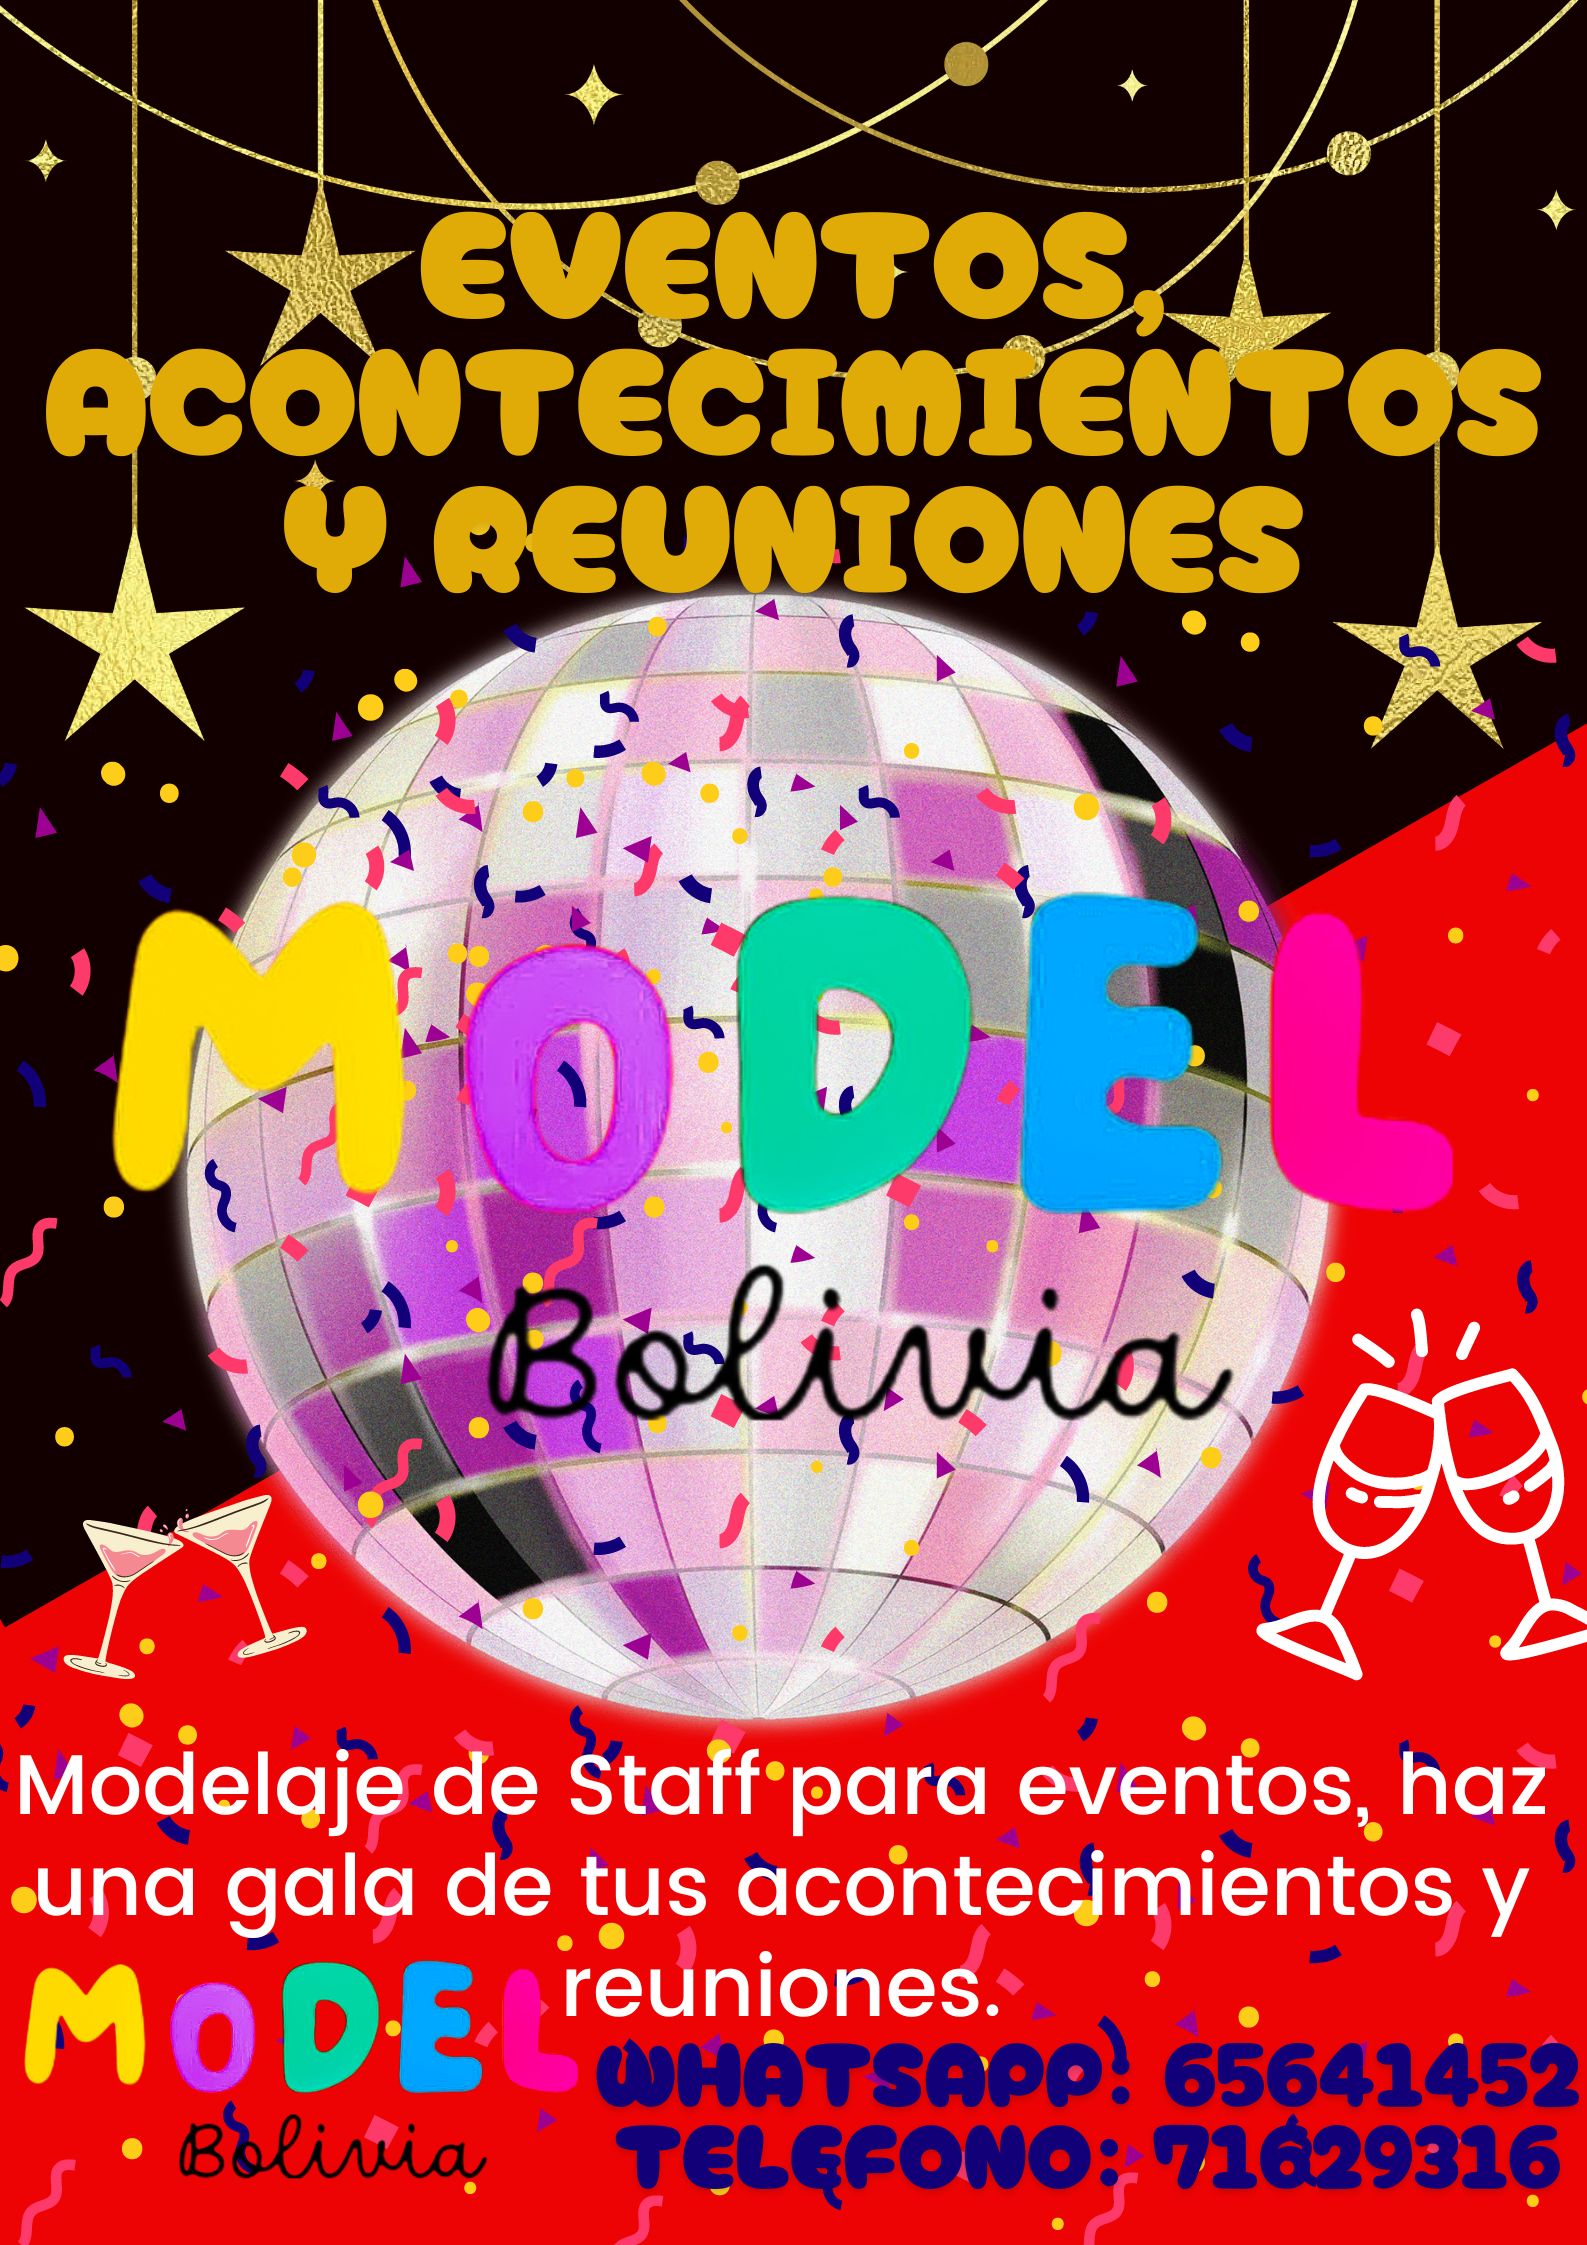 EVENTOS,
ACONTECIMIENTOS
Y REUNIONES
MODEL
Bolivia
Modelaje de Staff para eventos, haz
una gala de tus acontecimientos y
reuniones.
MODEL
Bolivia
WHATSAPP: 65641452
TELEFONO: 71629316